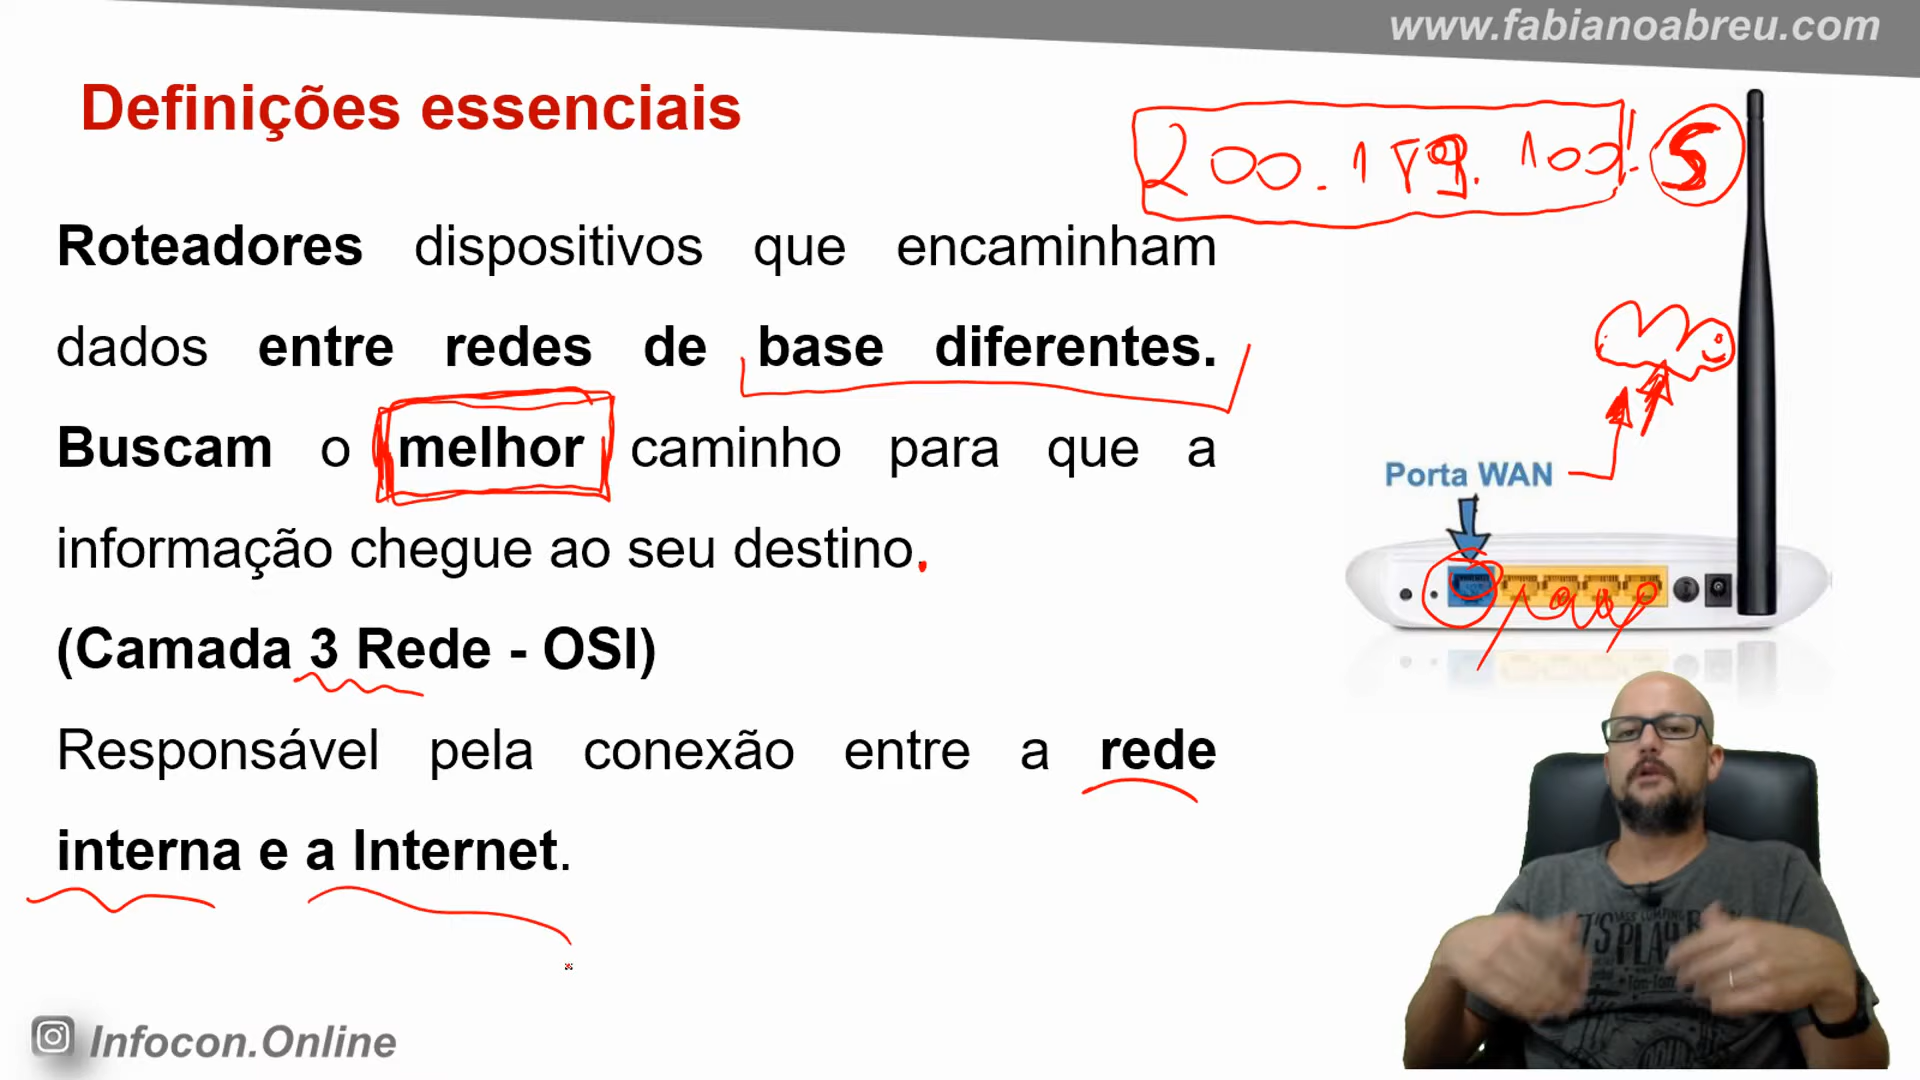 www.fabianoabreu.com
Definições essenciais
200.179.100. 5
Roteadores dispositivos que encaminham
dados entre redes de base diferentes.
Buscam o melhor caminho para que a
informação chegue ao seu destino.
(Camada 3 Rede - OSI)
Responsável pela conexão entre a rede
interna e a Internet.
Porta WAN
Infocon.Online